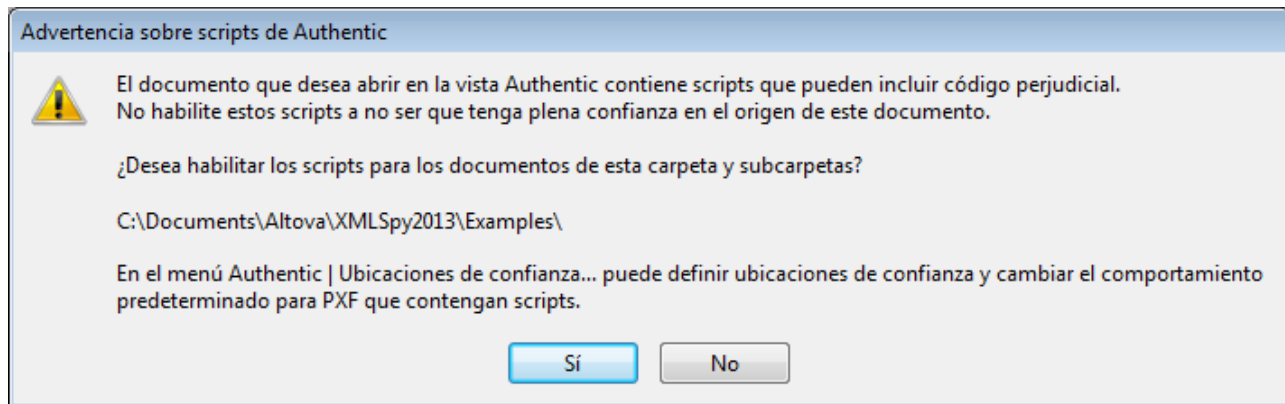 Advertencia sobre scripts de Authentic
El documento que desea abrir en la vista Authentic contiene scripts que pueden incluir código perjudicial.
No habilite estos scripts a no ser que tenga plena confianza en el origen de este documento.
¿Desea habilitar los scripts para los documentos de esta carpeta y subcarpetas?
C:\Documents\Altova\XMLSpy2013\Examples\
En el menú Authentic | Ubicaciones de confianza... puede definir ubicaciones de confianza y cambiar el comportamiento
predeterminado para PXF que contengan scripts.
Sí No